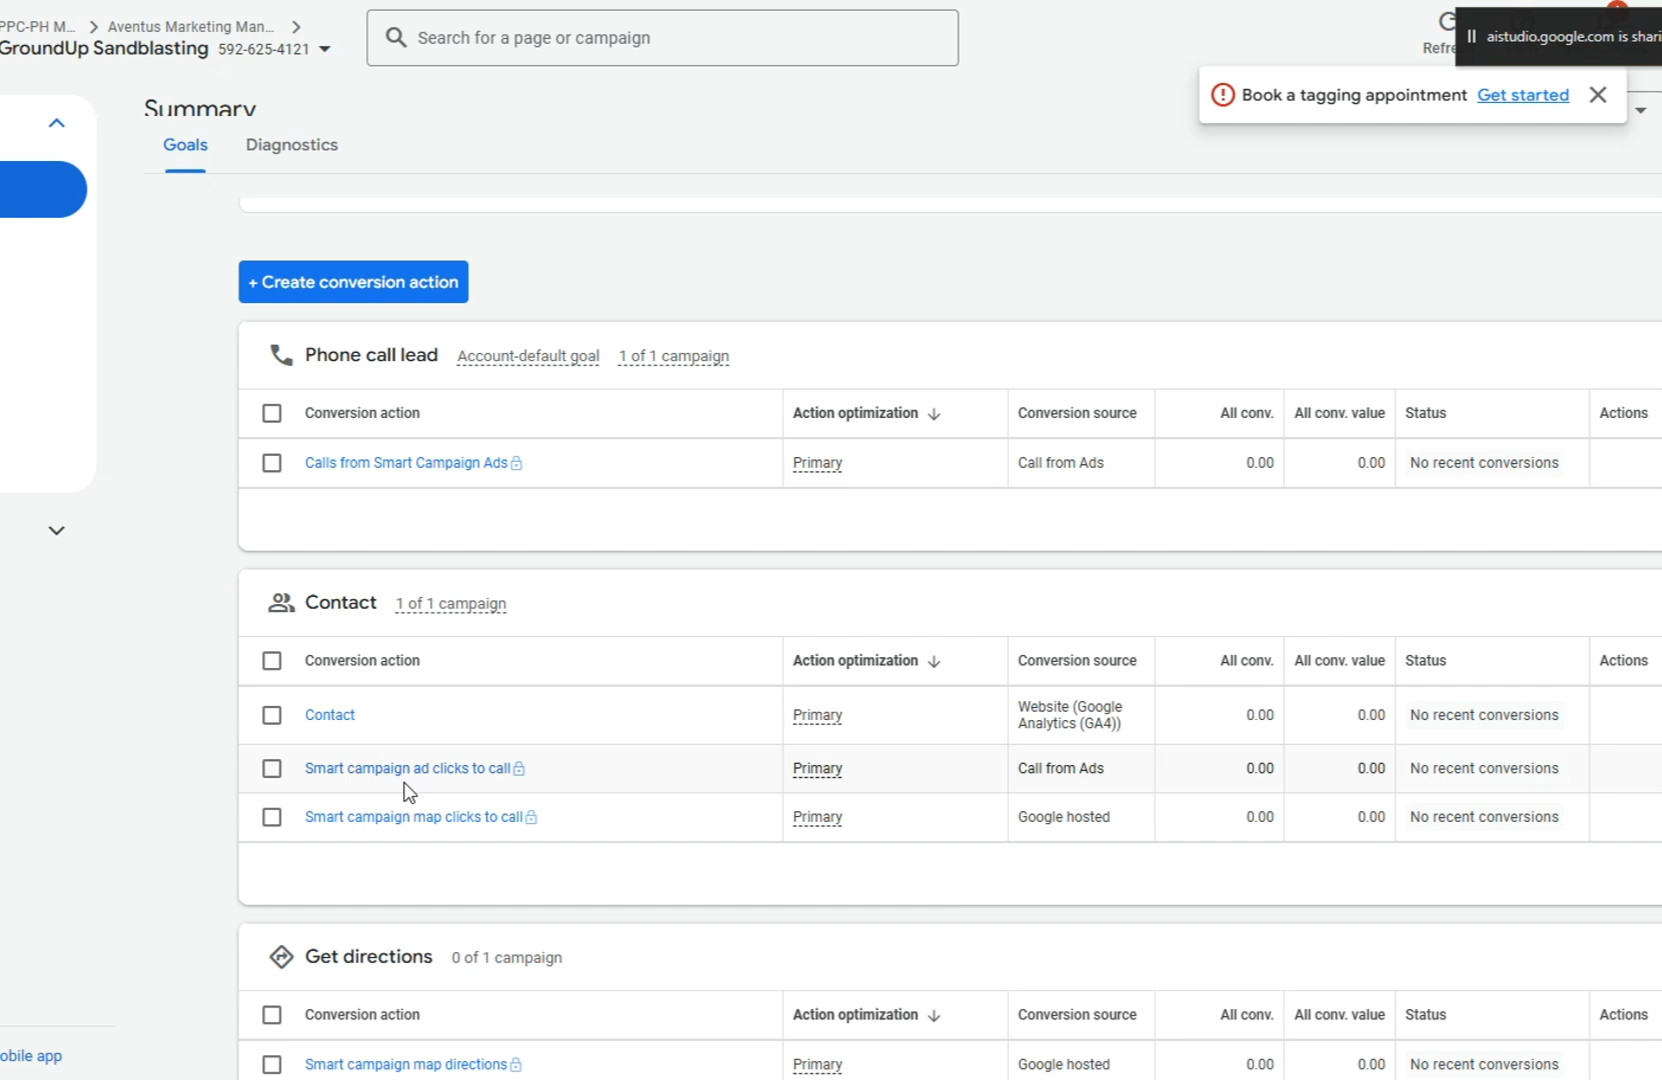 PPC-PH M... > Aventus Marketing Man... >
GroundUp Sandblasting 592-625-4121
Search for a page or campaign
aistudio.google.com is shari
Book a tagging appointment Get started
Summary
Goals Diagnostics
+ Create conversion action
Phone call lead Account-default goal 1 of 1 campaign
Conversion action Action optimization Conversion source All conv. All conv. value Status Actions
Calls from Smart Campaign Ads Primary Call from Ads 0.00 0.00 No recent conversions
Contact 1 of 1 campaign
Conversion action Action optimization Conversion source All conv. All conv. value Status Actions
Contact Primary Website (Google
Analytics (GA4)) 0.00 0.00 No recent conversions
Smart campaign ad clicks to call Primary Call from Ads 0.00 0.00 No recent conversions
Smart campaign map clicks to call Primary Google hosted 0.00 0.00 No recent conversions
Get directions 0 of 1 campaign
Conversion action Action optimization Conversion source All conv. All conv. value Status Actions
Smart campaign map directions Primary Google hosted 0.00 0.00 No recent conversions
obile app